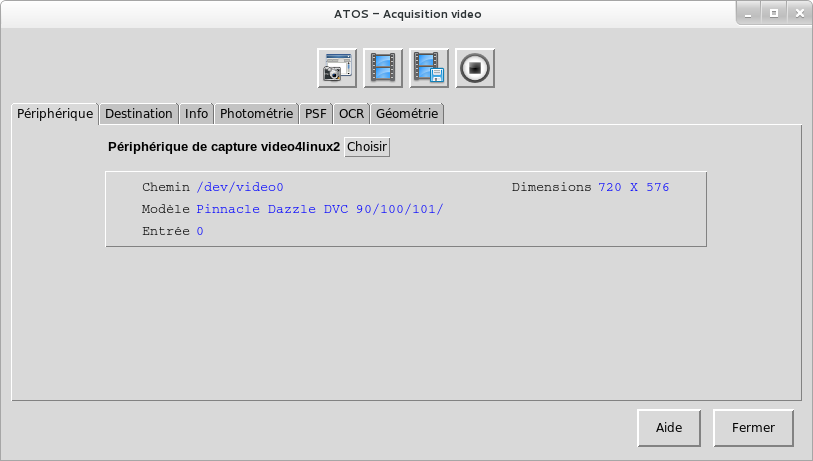 ATOS - Acquisition video
Périphérique Destination Info Photométrie PSF OCR Géométrie
Périphérique de capture video4linux2 Choisir
Chemin /dev/video0 Dimensions 720 X 576
Modèle Pinnacle Dazzle DVC 90/100/101/
Entrée 0
Aide Fermer